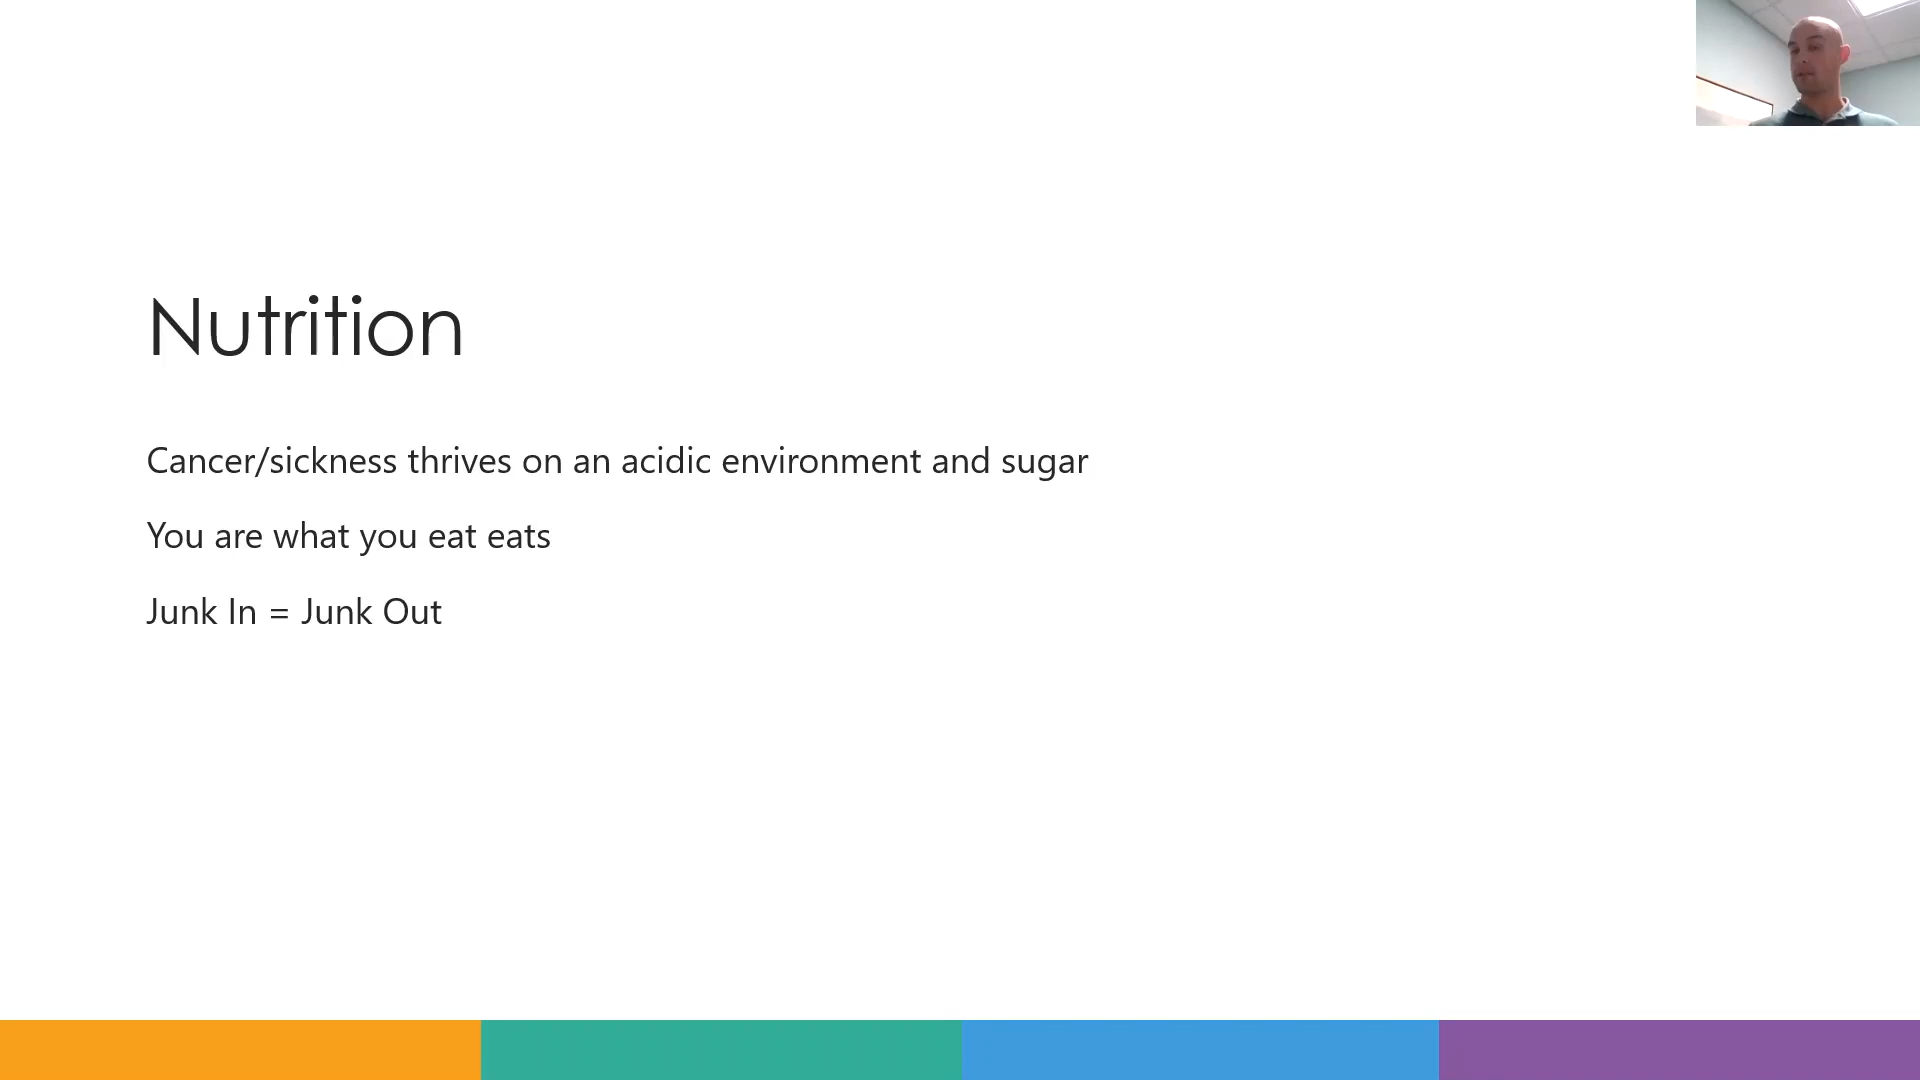 Nutrition
Cancer/sickness thrives on an acidic environment and sugar
You are what you eat eats
Junk In = Junk Out